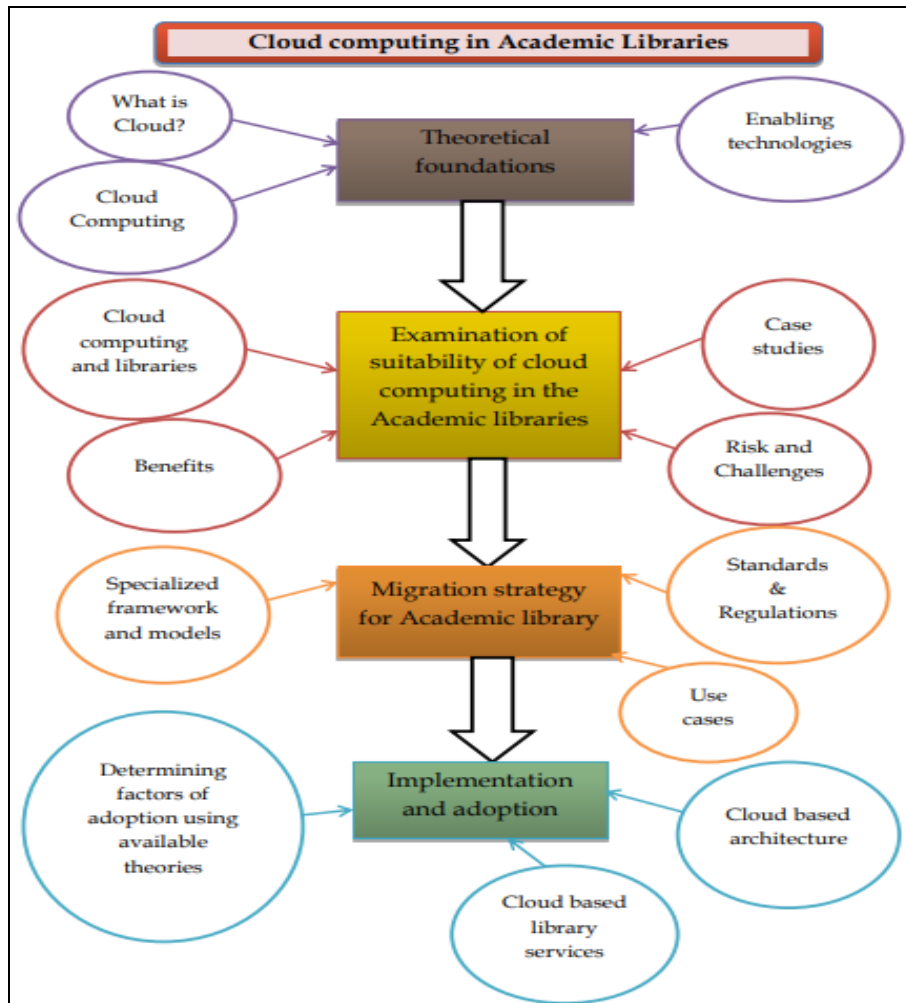 Cloud computing in Academic Libraries
What is
Cloud?
Theoretical
foundations
Enabling
technologies
Cloud
Computing
Cloud
computing
and libraries
Examination of
suitability of cloud
computing in the
Academic libraries
Case
studies
Benefits
Risk and
Challenges
Specialized
framework
and models
Migration strategy
for Academic library
Standards
&
Regulations
Use
cases
Determining
factors of
adoption using
available
theories
Implementation
and adoption
Cloud based
architecture
Cloud based
library
services